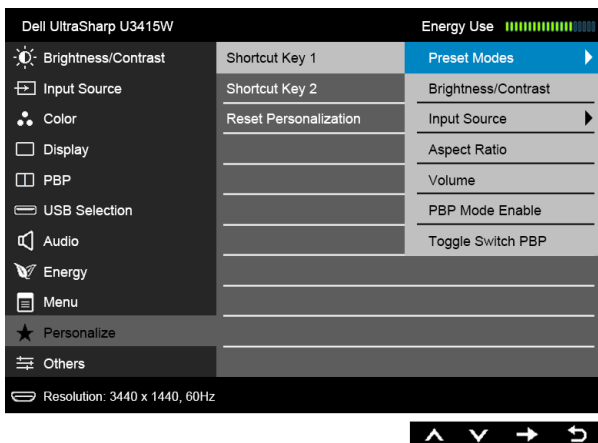 Dell UltraSharp U3415W
Energy Use
Brightness/Contrast
Shortcut Key 1
Preset Modes
Input Source
Shortcut Key 2
Brightness/Contrast
Color
Reset Personalization
Input Source
Display
Aspect Ratio
PBP
Volume
USB Selection
PBP Mode Enable
Audio
Toggle Switch PBP
Energy
Menu
Personalize
Others
Resolution: 3440 x 1440, 60Hz